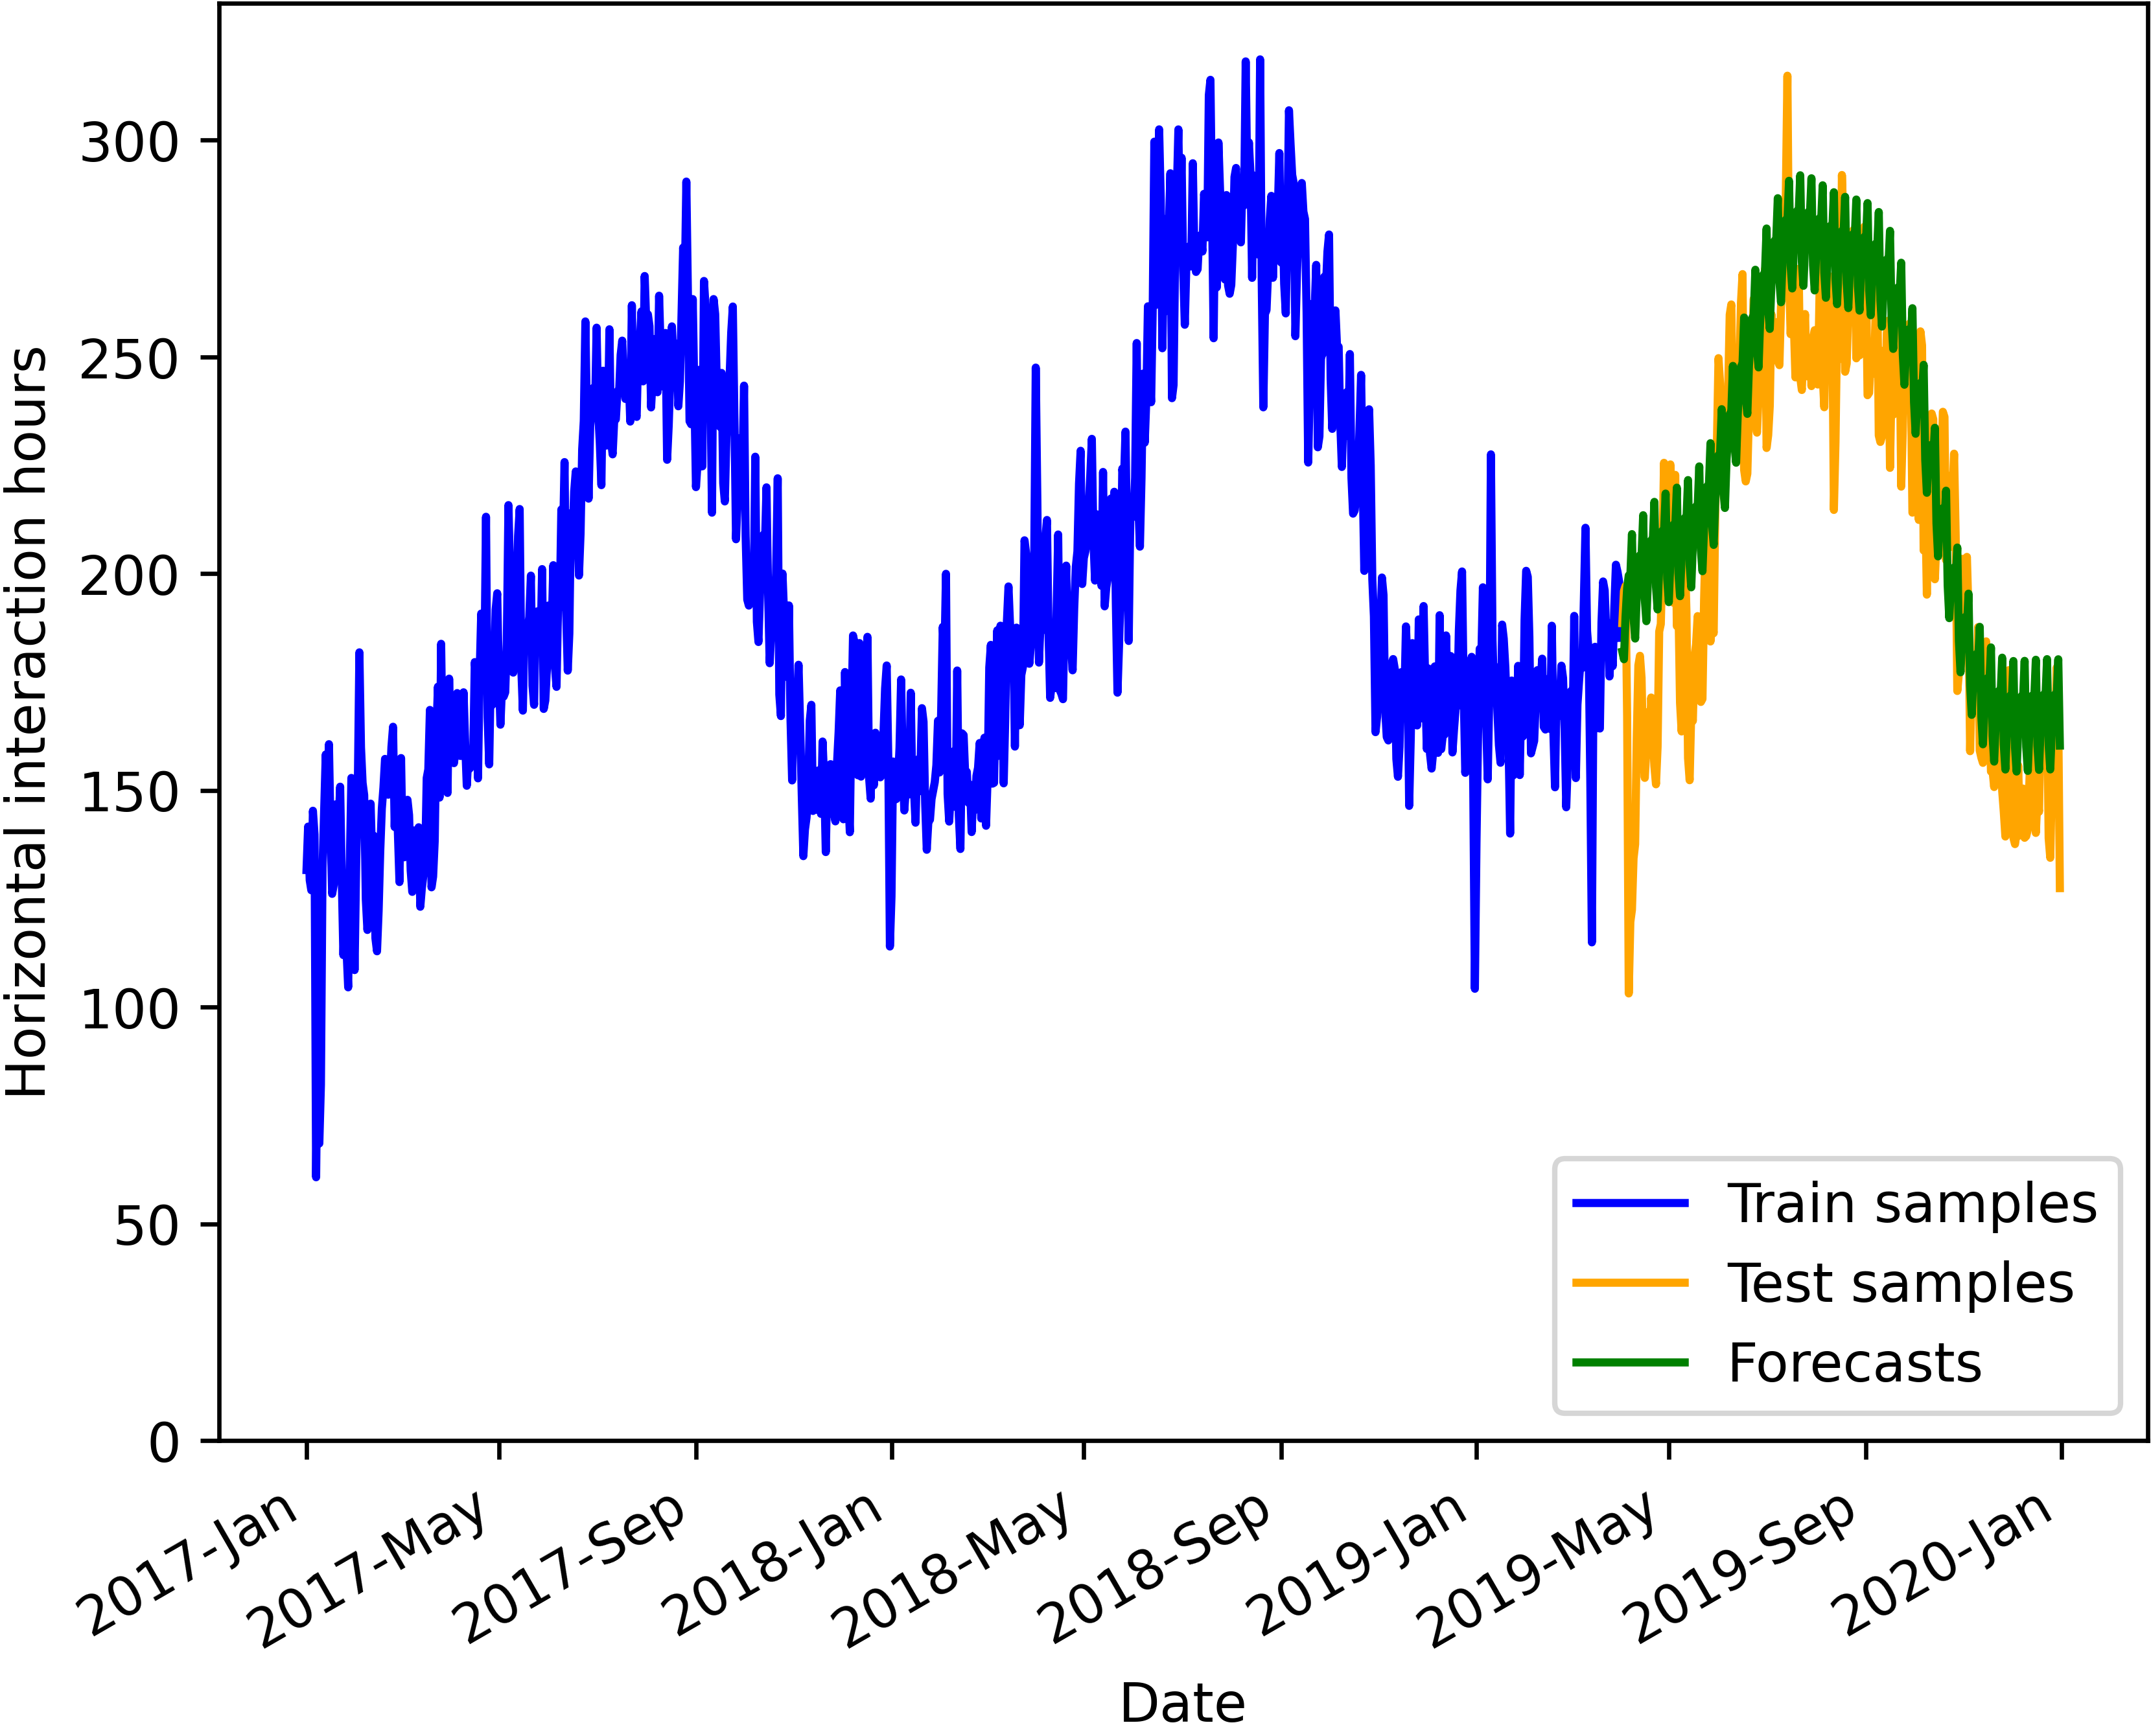 Horizontal interaction hours
300
250
200
150
100
50
0
Train samples
Test samples
Forecasts
2017-Jan
2017-May
2017-Sep
2018-Jan
2018-May
2018-Sep
2019-Jan
2019-May
2019-Sep
2020-Jan
Date